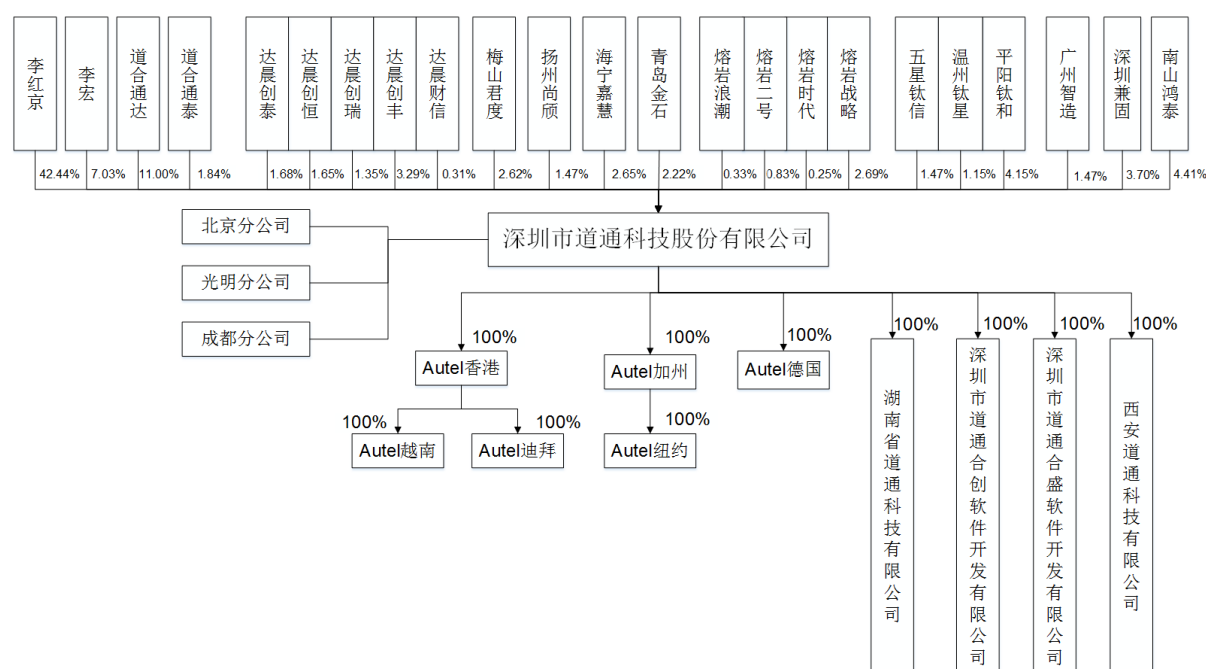 李红京
李宏
道合通达
道合通泰
达晨创泰
达晨创恒
达晨创瑞
达晨创丰
达晨财信
梅山君度
扬州尚颀
海宁嘉慧
青岛金石
熔岩浪潮
熔岩二号
熔岩时代
熔岩战略
五星钛信
温州钛星
平阳钛和
广州智造
深圳兼固
南山鸿泰
42.44%
7.03%
11.00%
1.84%
1.68%
1.65%
1.35%
3.29%
0.31%
2.62%
1.47%
2.65%
2.22%
0.33%
0.83%
0.25%
2.69%
1.47%
1.15%
4.15%
1.47%
3.70%
4.41%
深圳市道通科技股份有限公司
北京分公司
光明分公司
成都分公司
100%
100%
100%
100%
100%
100%
100%
Autel香港
Autel加州
Autel德国
100%
100%
100%
Autel越南
Autel迪拜
Autel纽约
湖南省道通科技有限公司
深圳市道通合创软件开发有限公司
深圳市道通合盛软件开发有限公司
西安道通科技有限公司